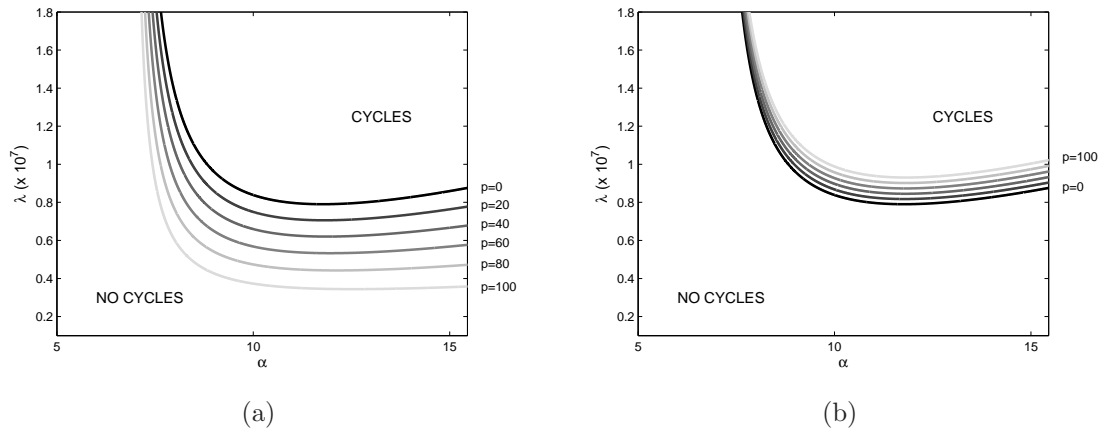 1.8
1.6
1.4
1.2
1
0.8
0.6
0.4
0.2
λ (x 10⁷)
CYCLES
NO CYCLES
p=0
p=20
p=40
p=60
p=80
p=100
5
10
15
α
(a)
1.8
1.6
1.4
1.2
1
0.8
0.6
0.4
0.2
λ (x 10⁷)
CYCLES
NO CYCLES
p=100
p=0
5
10
15
α
(b)